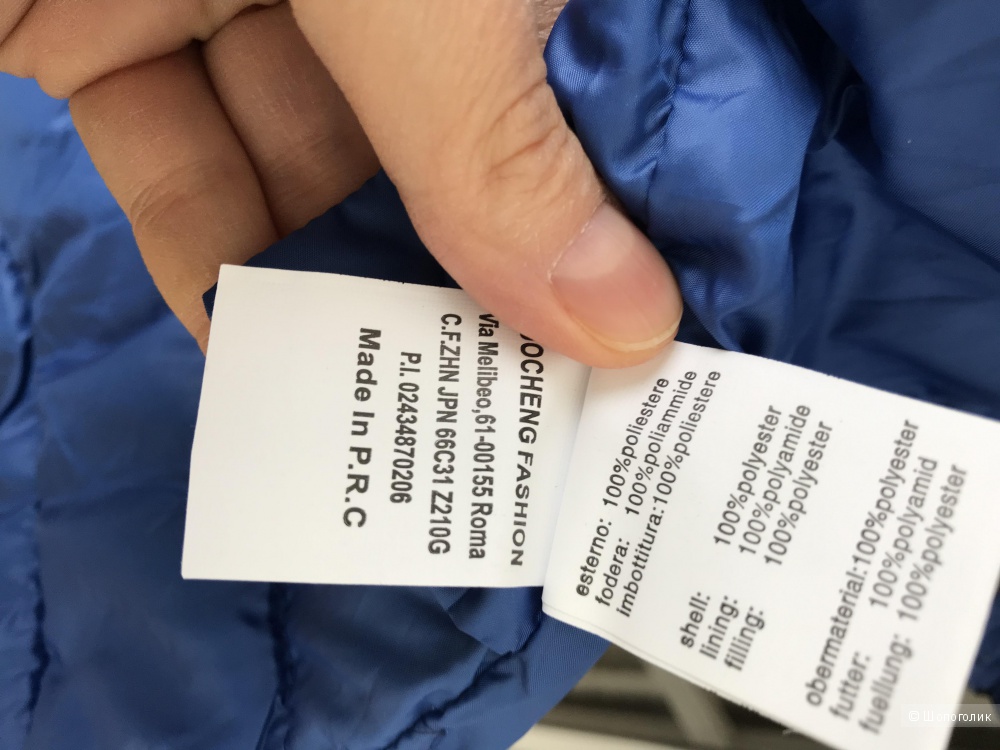 OCHENG FASHION
Via Melibeo,61-00155 Roma
C.F.ZHN JPN 66C31 Z210G
P.I. 02434870206
Made In P.R.C
esterno: 100%poliestere
fodera: 100%poliammide
imbottitura:100%poliestere
shell: 100%polyester
lining: 100%polyamide
filling: 100%polyester
obermaterial:100%polyester
futter: 100%polyamid
fuellung: 100%polyester
© Шопоголик